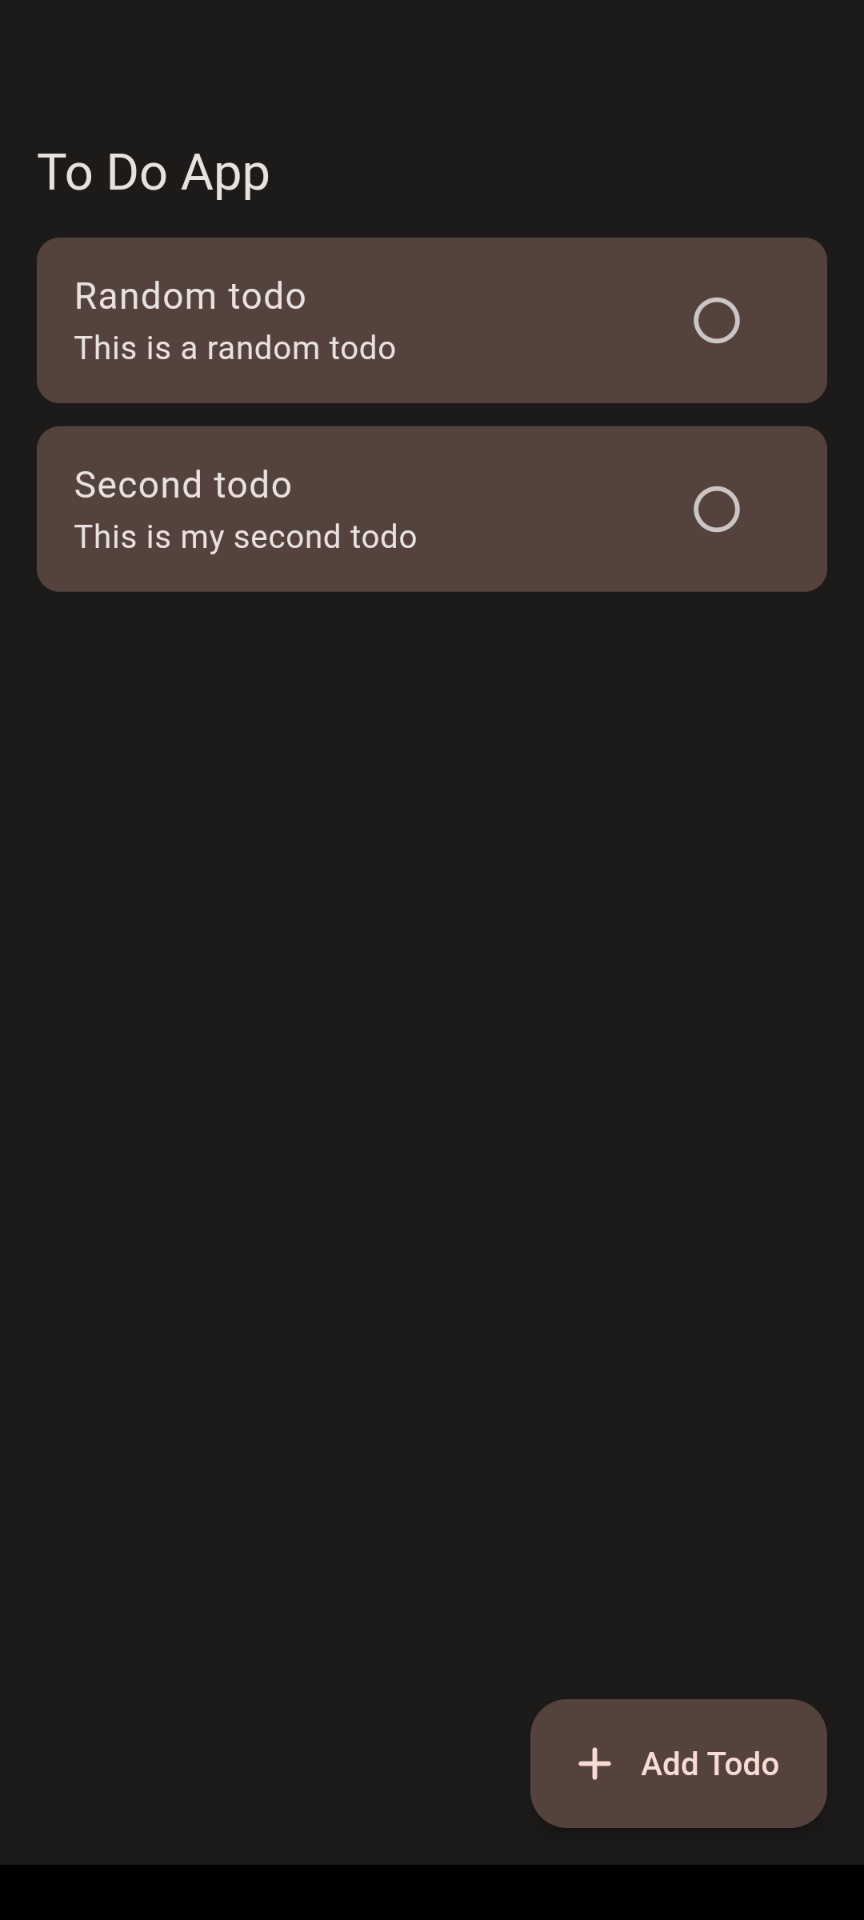 To Do App
Random todo
This is a random todo
Second todo
This is my second todo
Add Todo